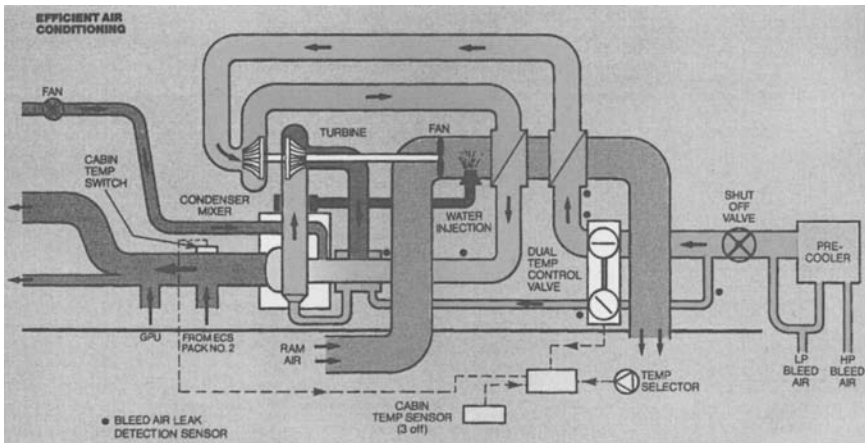 EFFICIENT AIR
CONDITIONING
FAN
TURBINE
FAN
CABIN
TEMP
SWITCH
CONDENSER
MIXER
WATER
INJECTION
SHUT
OFF
VALVE
PRE-
COOLER
DUAL
TEMP
CONTROL
VALVE
GPU
FROM ECS
PACK NO. 2
RAM
AIR
LP
BLEED
AIR
HP
BLEED
AIR
TEMP
SELECTOR
CABIN
TEMP SENSOR
(3 off)
BLEED AIR LEAK
DETECTION SENSOR